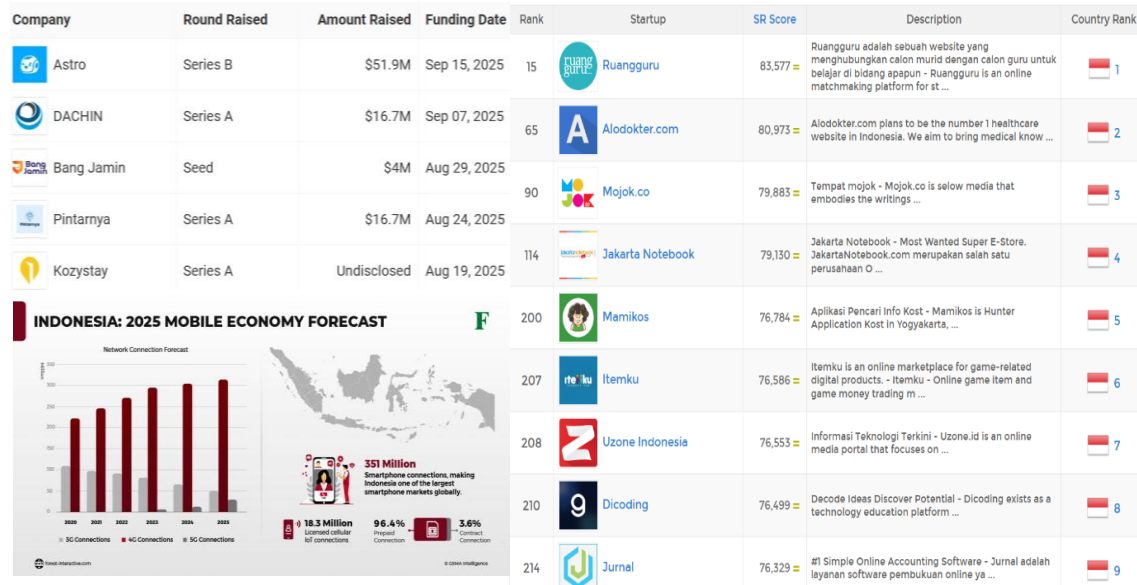 Company Round Raised Amount Raised Funding Date
Astro Series B $51.9M Sep 15, 2025
DACHIN Series A $16.7M Sep 07, 2025
Bang Jamin Bang Jamin Seed $4M Aug 29, 2025
Pintarnya Pintarnya Series A $16.7M Aug 24, 2025
Kozystay Series A Undisclosed Aug 19, 2025
INDONESIA: 2025 MOBILE ECONOMY FORECAST F
Network Connection Forecast
350
300
250
200
150
100
50
0
2020 2021 2022 2023 2024 2025
3G Connections 4G Connections 5G Connections
351 Million
Smartphone connections, making
Indonesia one of the largest
smartphone markets globally.
18.3 Million
Licensed cellular
IoT connections
96.4%
Prepaid
Connection
3.6%
Contract
Connection
forest-interactive.com
© GSMA Intelligence
Rank Startup SR Score Description Country Rank
15 ruang guru Ruangguru 83,577 = Ruangguru adalah sebuah website yang
menghubungkan calon murid dengan calon guru untuk
belajar di bidang apapun - Ruangguru is an online
matchmaking platform for st ... 1
65 A Alodokter.com 80,973 = Alodokter.com plans to be the number 1 healthcare
website in Indonesia. We aim to bring medical know ... 2
90 MOJOK Mojok.co 79,883 = Tempat mojok - Mojok.co is selow media that
embodies the writings ... 3
114 Jakarta Notebook 79,130 = Jakarta Notebook - Most Wanted Super E-Store.
JakartaNotebook.com merupakan salah satu
perusahaan O ... 4
200 Mamikos 76,784 = Aplikasi Pencari Info Kost - Mamikos is Hunter
Application Kost in Yogyakarta, ... 5
207 itemku Itemku 76,586 = Itemku is an online marketplace for game-related
digital products. - Itemku - Online game item and
game money trading m ... 6
208 Uzone Indonesia 76,553 = Informasi Teknologi Terkini - Uzone.id is an online
media portal that focuses on ... 7
210 Dicoding 76,499 = Decode Ideas Discover Potential - Dicoding exists as a
technology education platform ... 8
214 Jurnal 76,329 = #1 Simple Online Accounting Software - Jurnal adalah
layanan software pembukuan online ya ... 9